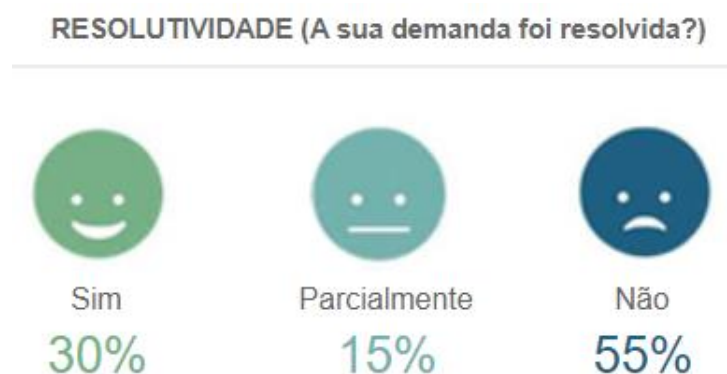 RESOLUTIVIDADE (A sua demanda foi resolvida?)
Sim Parcialmente Não
30% 15% 55%